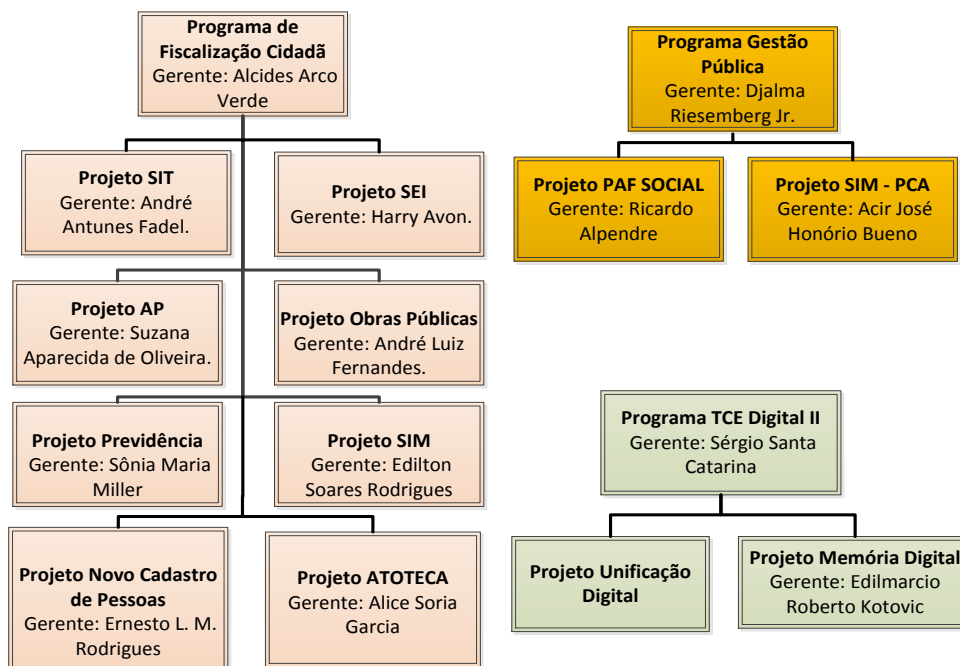 Programa de
Fiscalização Cidadã
Gerente: Alcides Arco
Verde
Projeto SIT
Gerente: André
Antunes Fadel.
Projeto SEI
Gerente: Harry Avon.
Projeto AP
Gerente: Suzana
Aparecida de Oliveira.
Projeto Obras Públicas
Gerente: André Luiz
Fernandes.
Projeto Previdência
Gerente: Sônia Maria
Miller
Projeto SIM
Gerente: Edilton
Soares Rodrigues
Projeto Novo Cadastro
de Pessoas
Gerente: Ernesto L. M.
Rodrigues
Projeto ATOTECA
Gerente: Alice Soria
Garcia
Programa Gestão
Pública
Gerente: Djalma
Riesemberg Jr.
Projeto PAF SOCIAL
Gerente: Ricardo
Alpendre
Projeto SIM - PCA
Gerente: Acir José
Honório Bueno
Programa TCE Digital II
Gerente: Sérgio Santa
Catarina
Projeto Unificação
Digital
Projeto Memória Digital
Gerente: Edilmarcio
Roberto Kotovic